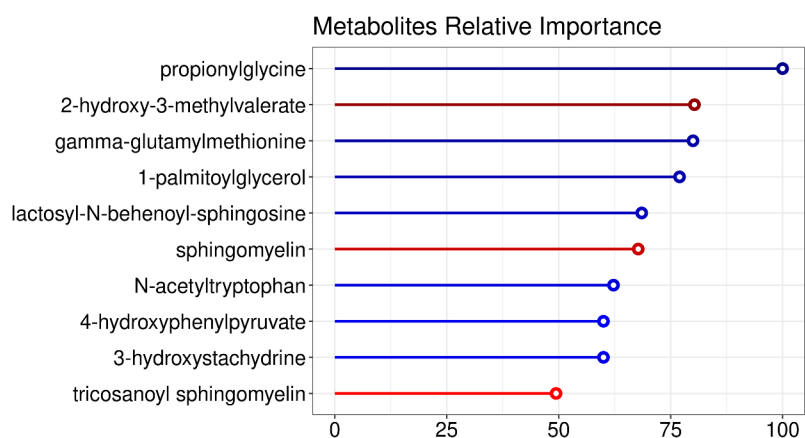 Metabolites Relative Importance
propionylglycine
2-hydroxy-3-methylvalerate
gamma-glutamylmethionine
1-palmitoylglycerol
lactosyl-N-behenoyl-sphingosine
sphingomyelin
N-acetyltryptophan
4-hydroxyphenylpyruvate
3-hydroxystachydrine
tricosanoyl sphingomyelin
0 25 50 75 100